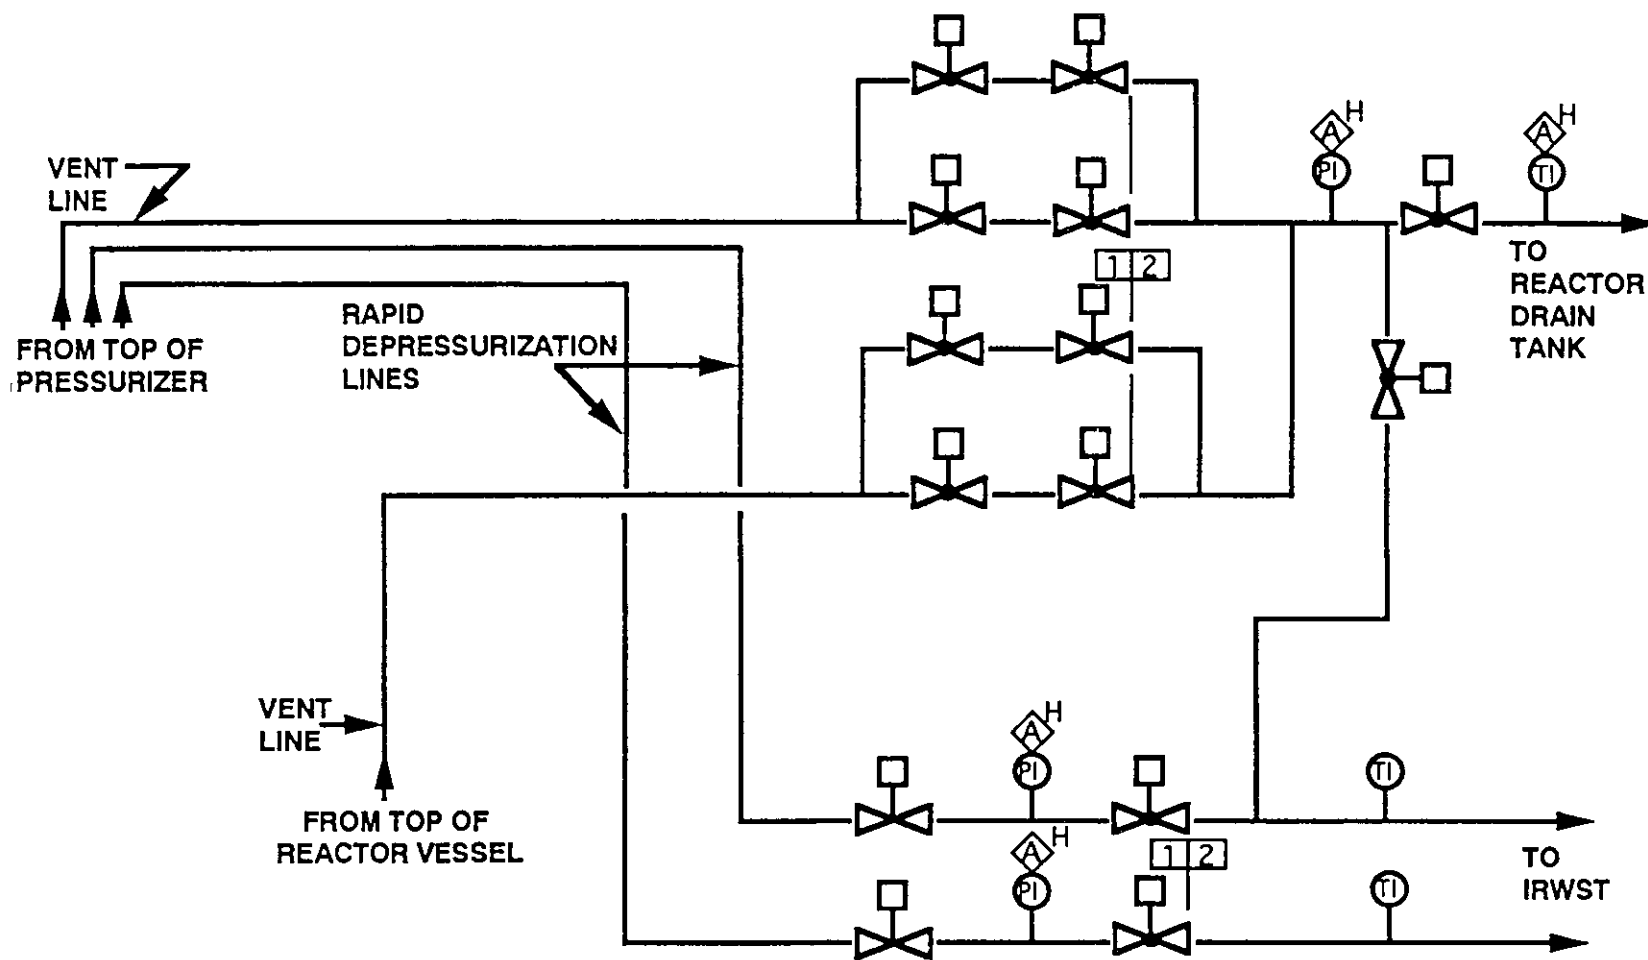 A H
PI
A H
TI
VENT
LINE
FROM TOP OF
PRESSURIZER
RAPID
DEPRESSURIZATION
LINES
1 2
TO
REACTOR
DRAIN
TANK
VENT
LINE
FROM TOP OF
REACTOR VESSEL
A H
PI
TI
A H
PI
1 2
TI
TO
IRWST